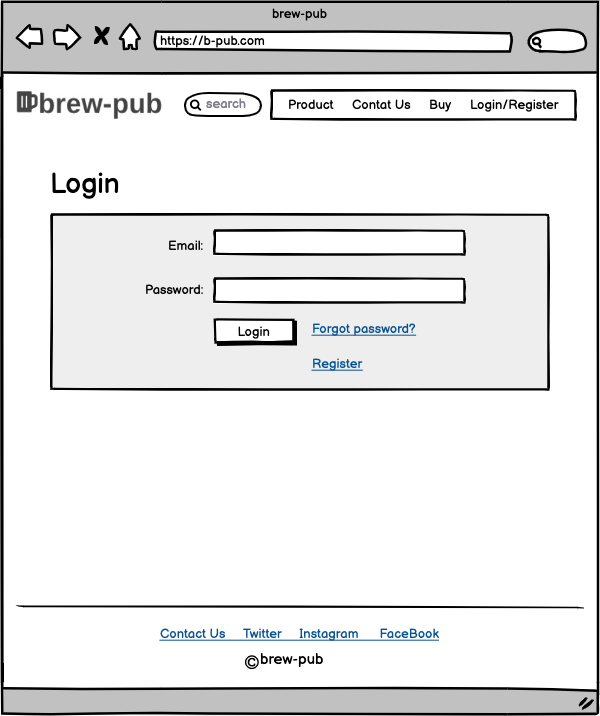 brew-pub
https://b-pub.com
brew-pub search Product Contat Us Buy Login/Register
Login
Email:
Password:
Login Forgot password?
Register
Contact Us Twitter Instagram FaceBook
©brew-pub